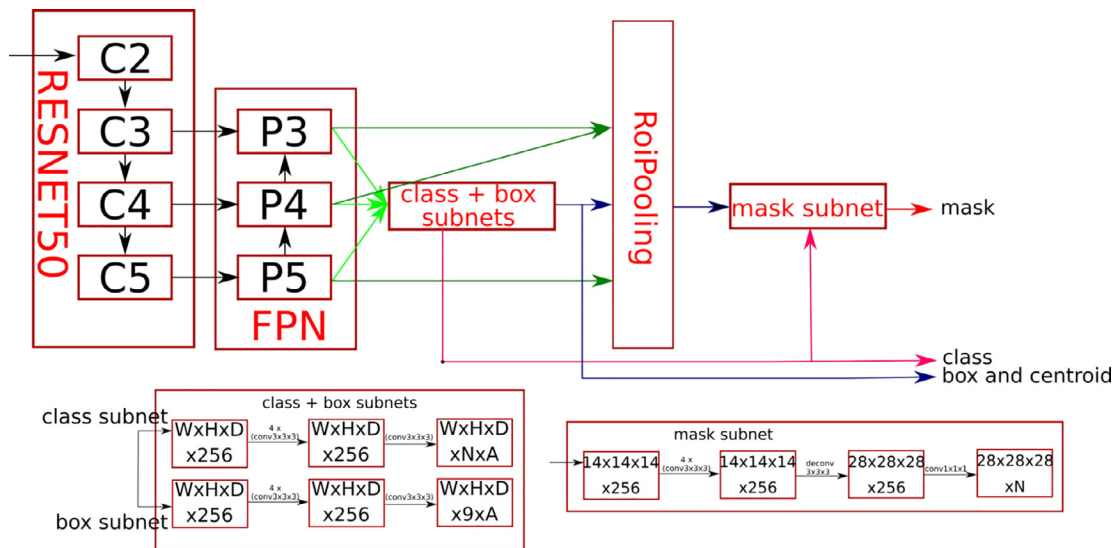 RESNET50
C2
C3
C4
C5
P3
P4
P5
FPN
class + box
subnets
RoiPooling
mask subnet
mask
class
box and centroid
class + box subnets
class subnet
WxHxD
x256
4 x
(conv3x3x3)
WxHxD
x256
(conv3x3x3)
WxHxD
xNxA
box subnet
WxHxD
x256
4 x
(conv3x3x3)
WxHxD
x256
(conv3x3x3)
WxHxD
x9xA
mask subnet
14x14x14
x256
4 x
(conv3x3x3)
14x14x14
x256
deconv
3x3x3
28x28x28
x256
conv1x1x1
28x28x28
xN